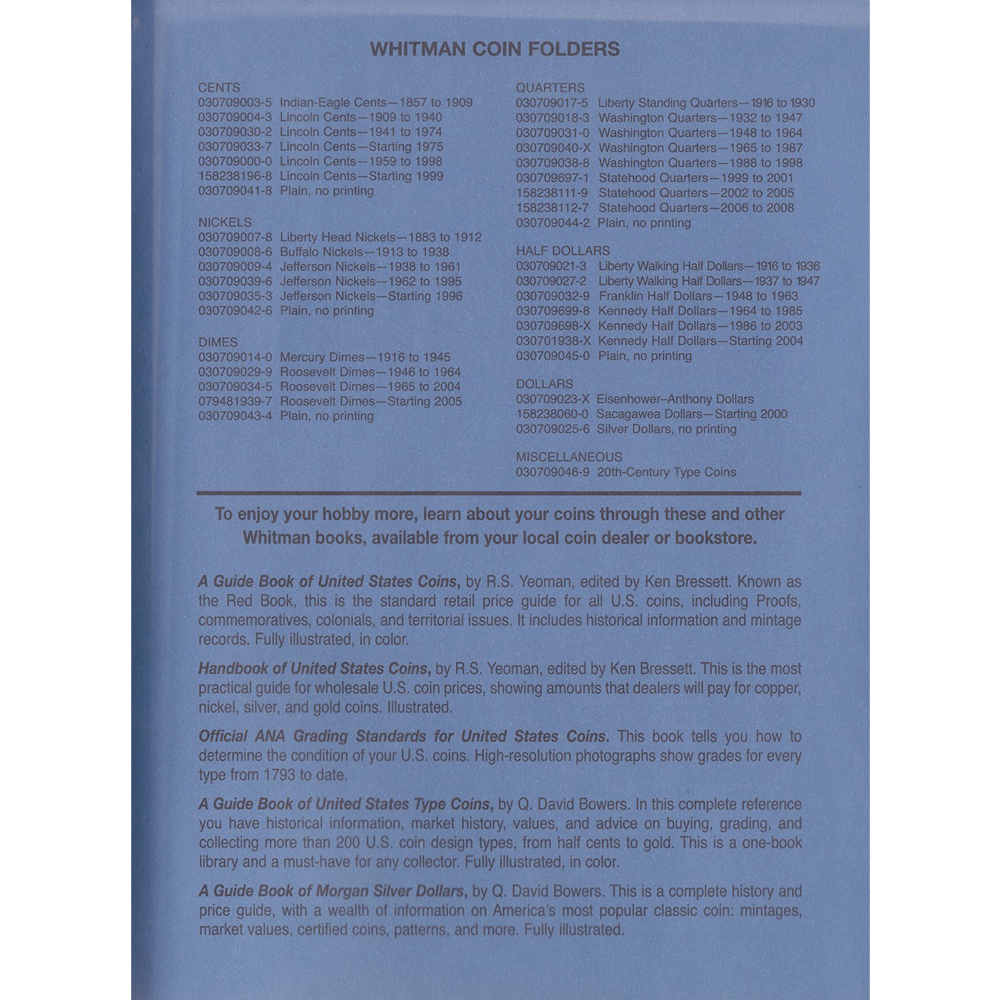 WHITMAN COIN FOLDERS
CENTS
030709003-5 Indian-Eagle Cents—1857 to 1909
030709004-3 Lincoln Cents—1909 to 1940
030709030-2 Lincoln Cents—1941 to 1974
030709033-7 Lincoln Cents—Starting 1975
030709000-0 Lincoln Cents—1959 to 1998
158238196-8 Lincoln Cents—Starting 1999
030709041-8 Plain, no printing
NICKELS
030709007-8 Liberty Head Nickels—1883 to 1912
030709008-6 Buffalo Nickels—1913 to 1938
030709009-4 Jefferson Nickels—1938 to 1961
030709039-6 Jefferson Nickels—1962 to 1995
030709035-3 Jefferson Nickels—Starting 1996
030709042-6 Plain, no printing
DIMES
030709014-0 Mercury Dimes—1916 to 1945
030709029-9 Roosevelt Dimes—1946 to 1964
030709034-5 Roosevelt Dimes—1965 to 2004
079481939-7 Roosevelt Dimes—Starting 2005
030709043-4 Plain, no printing
QUARTERS
030709017-5 Liberty Standing Quarters—1916 to 1930
030709018-3 Washington Quarters—1932 to 1947
030709031-0 Washington Quarters—1948 to 1964
030709040-X Washington Quarters—1965 to 1987
030709038-8 Washington Quarters—1988 to 1998
030709697-1 Statehood Quarters—1999 to 2001
158238111-9 Statehood Quarters—2002 to 2005
158238112-7 Statehood Quarters—2006 to 2008
030709044-2 Plain, no printing
HALF DOLLARS
030709021-3 Liberty Walking Half Dollars—1916 to 1936
030709027-2 Liberty Walking Half Dollars—1937 to 1947
030709032-9 Franklin Half Dollars—1948 to 1963
030709699-8 Kennedy Half Dollars—1964 to 1985
030709698-X Kennedy Half Dollars—1986 to 2003
030701938-X Kennedy Half Dollars—Starting 2004
030709045-0 Plain, no printing
DOLLARS
030709023-X Eisenhower–Anthony Dollars
158238060-0 Sacagawea Dollars—Starting 2000
030709025-6 Silver Dollars, no printing
MISCELLANEOUS
030709046-9 20th-Century Type Coins
To enjoy your hobby more, learn about your coins through these and other
Whitman books, available from your local coin dealer or bookstore.
A Guide Book of United States Coins, by R.S. Yeoman, edited by Ken Bressett. Known as
the Red Book, this is the standard retail price guide for all U.S. coins, including Proofs,
commemoratives, colonials, and territorial issues. It includes historical information and mintage
records. Fully illustrated, in color.
Handbook of United States Coins, by R.S. Yeoman, edited by Ken Bressett. This is the most
practical guide for wholesale U.S. coin prices, showing amounts that dealers will pay for copper,
nickel, silver, and gold coins. Illustrated.
Official ANA Grading Standards for United States Coins. This book tells you how to
determine the condition of your U.S. coins. High-resolution photographs show grades for every
type from 1793 to date.
A Guide Book of United States Type Coins, by Q. David Bowers. In this complete reference
you have historical information, market history, values, and advice on buying, grading, and
collecting more than 200 U.S. coin design types, from half cents to gold. This is a one-book
library and a must-have for any collector. Fully illustrated, in color.
A Guide Book of Morgan Silver Dollars, by Q. David Bowers. This is a complete history and
price guide, with a wealth of information on America's most popular classic coin: mintages,
market values, certified coins, patterns, and more. Fully illustrated.